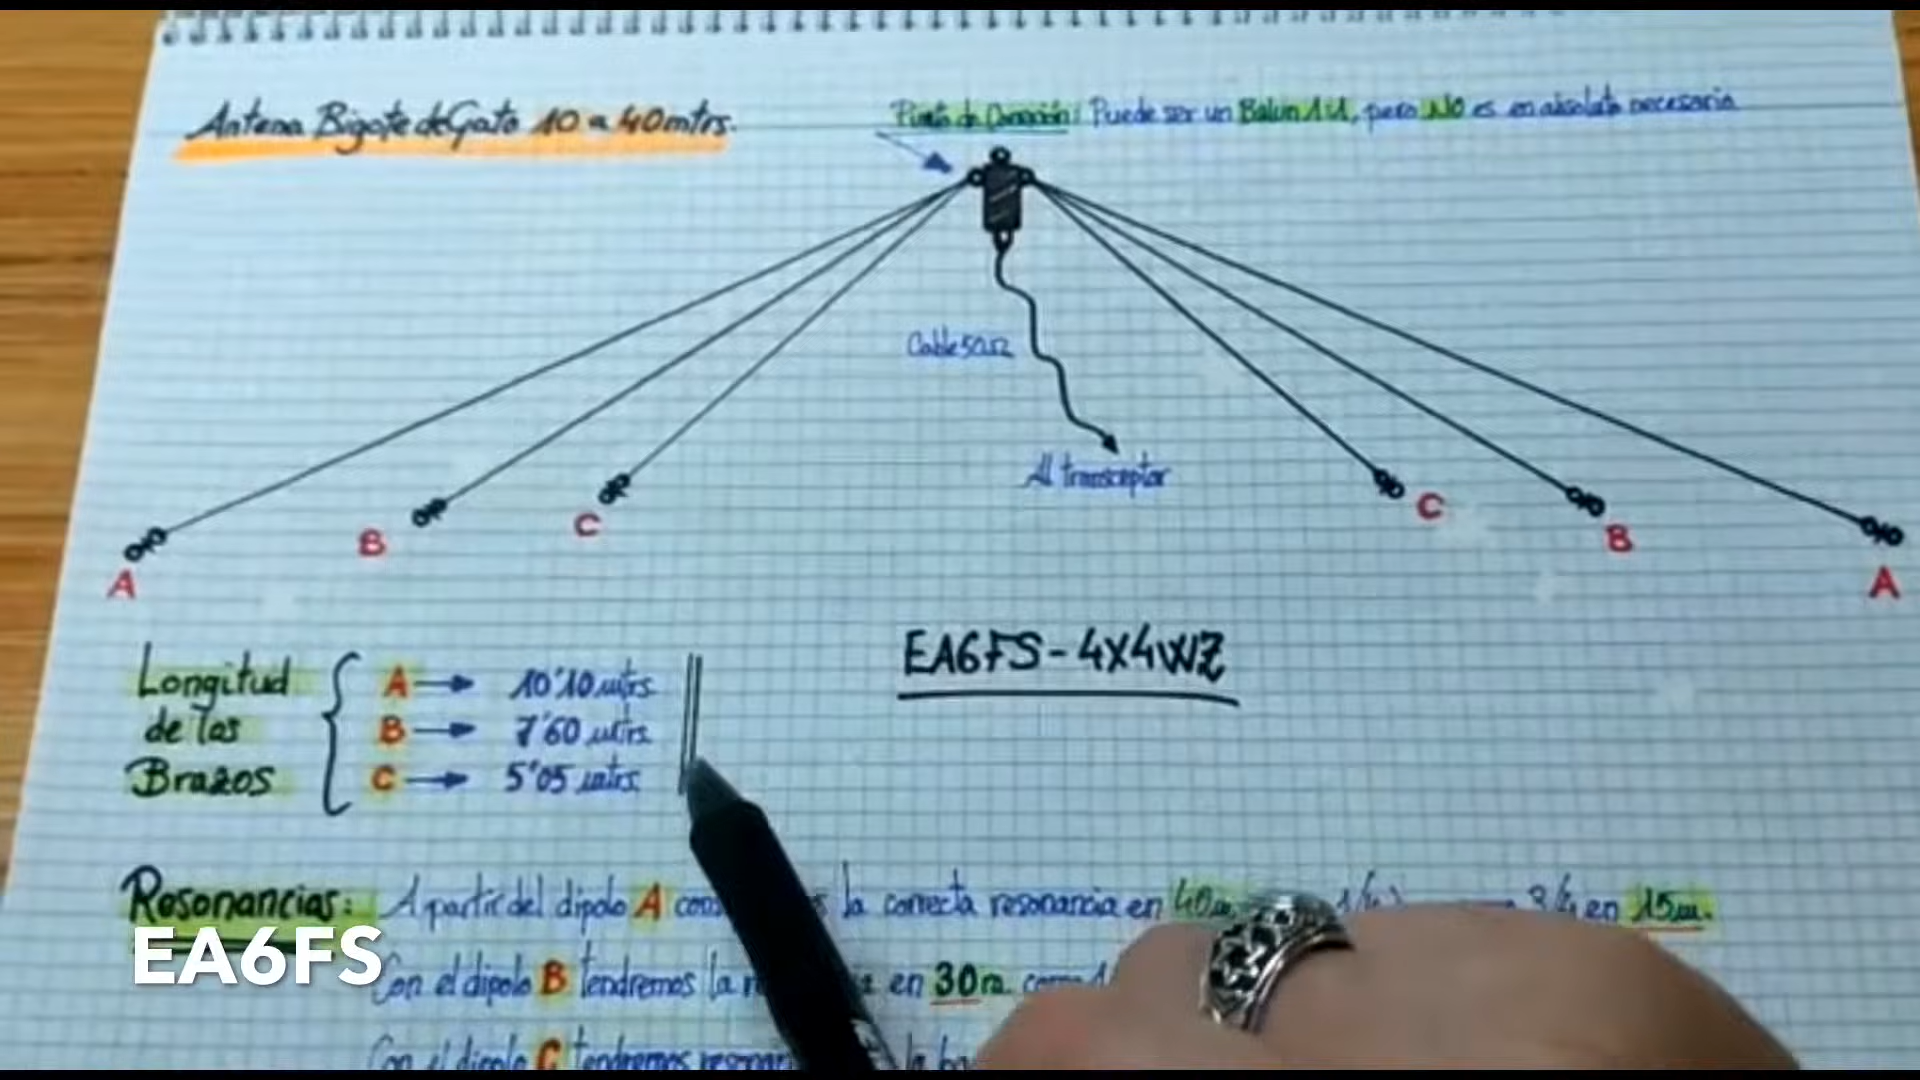 Antena Bigote de Gato 10 a 40 mtrs.
Punto de Conexión: Puede ser un Balun 1:1, pero NO es en absoluto necesario
Cable 50Ω
Al transceptor
A
B
C
C
B
A
EA6FS-4X4WZ
Longitud
de los
Brazos
A → 10'10 mtrs.
B → 7'60 mtrs.
C → 5'05 mtrs.
Resonancias: A partir del dipolo A la correcta resonancia en 40m 3/4 en 15m.
Con el dipolo B tendremos la en 30m
Con el dipolo C tendremos la
EA6FS